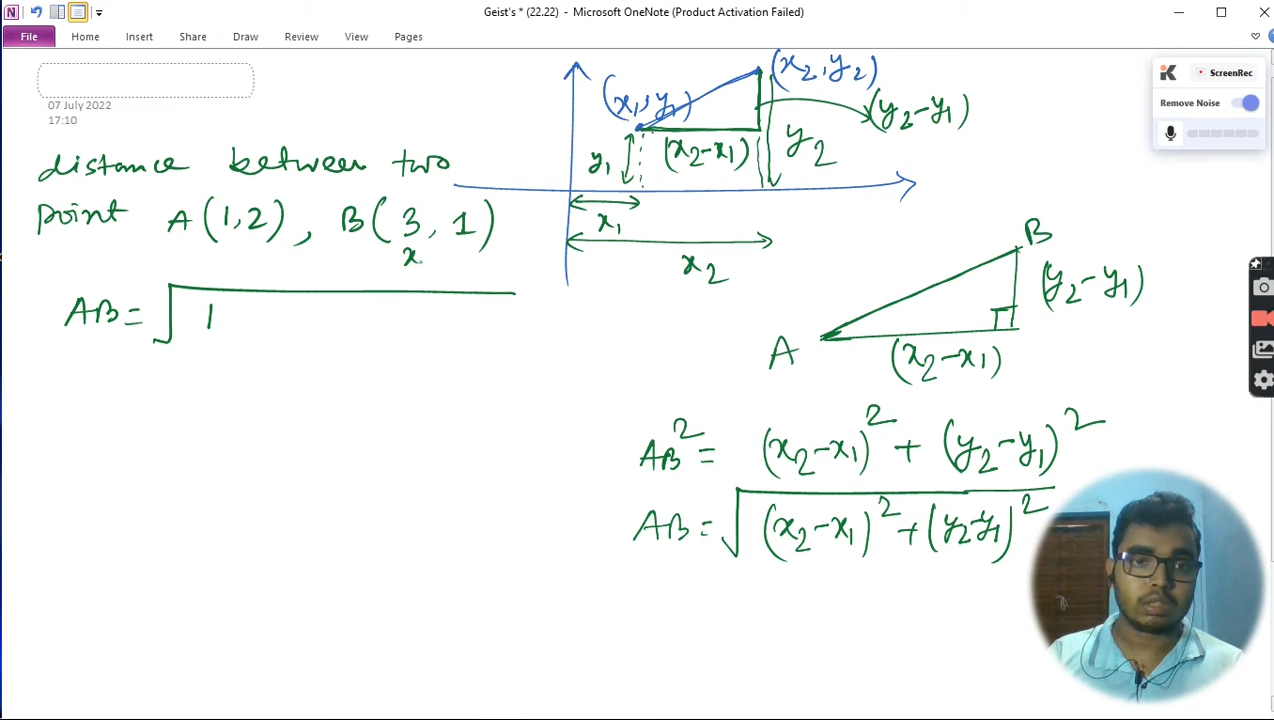 Geist's * (22.22) - Microsoft OneNote (Product Activation Failed)
File Home Insert Share Draw Review View Pages
K ScreenRec
Remove Noise
07 July 2022
17:10
distance between two
point A(1,2), B(3, 1)
x
AB= √ 1
(x₁, y₁)
(x₂, y₂)
(y₂-y₁)
y₁
(x₂-x₁)
y₂
x₁
x₂
B
(y₂-y₁)
A
(x₂-x₁)
AB² = (x₂-x₁)² + (y₂-y₁)²
AB= √(x₂-x₁)²+(y₂-y₁)²